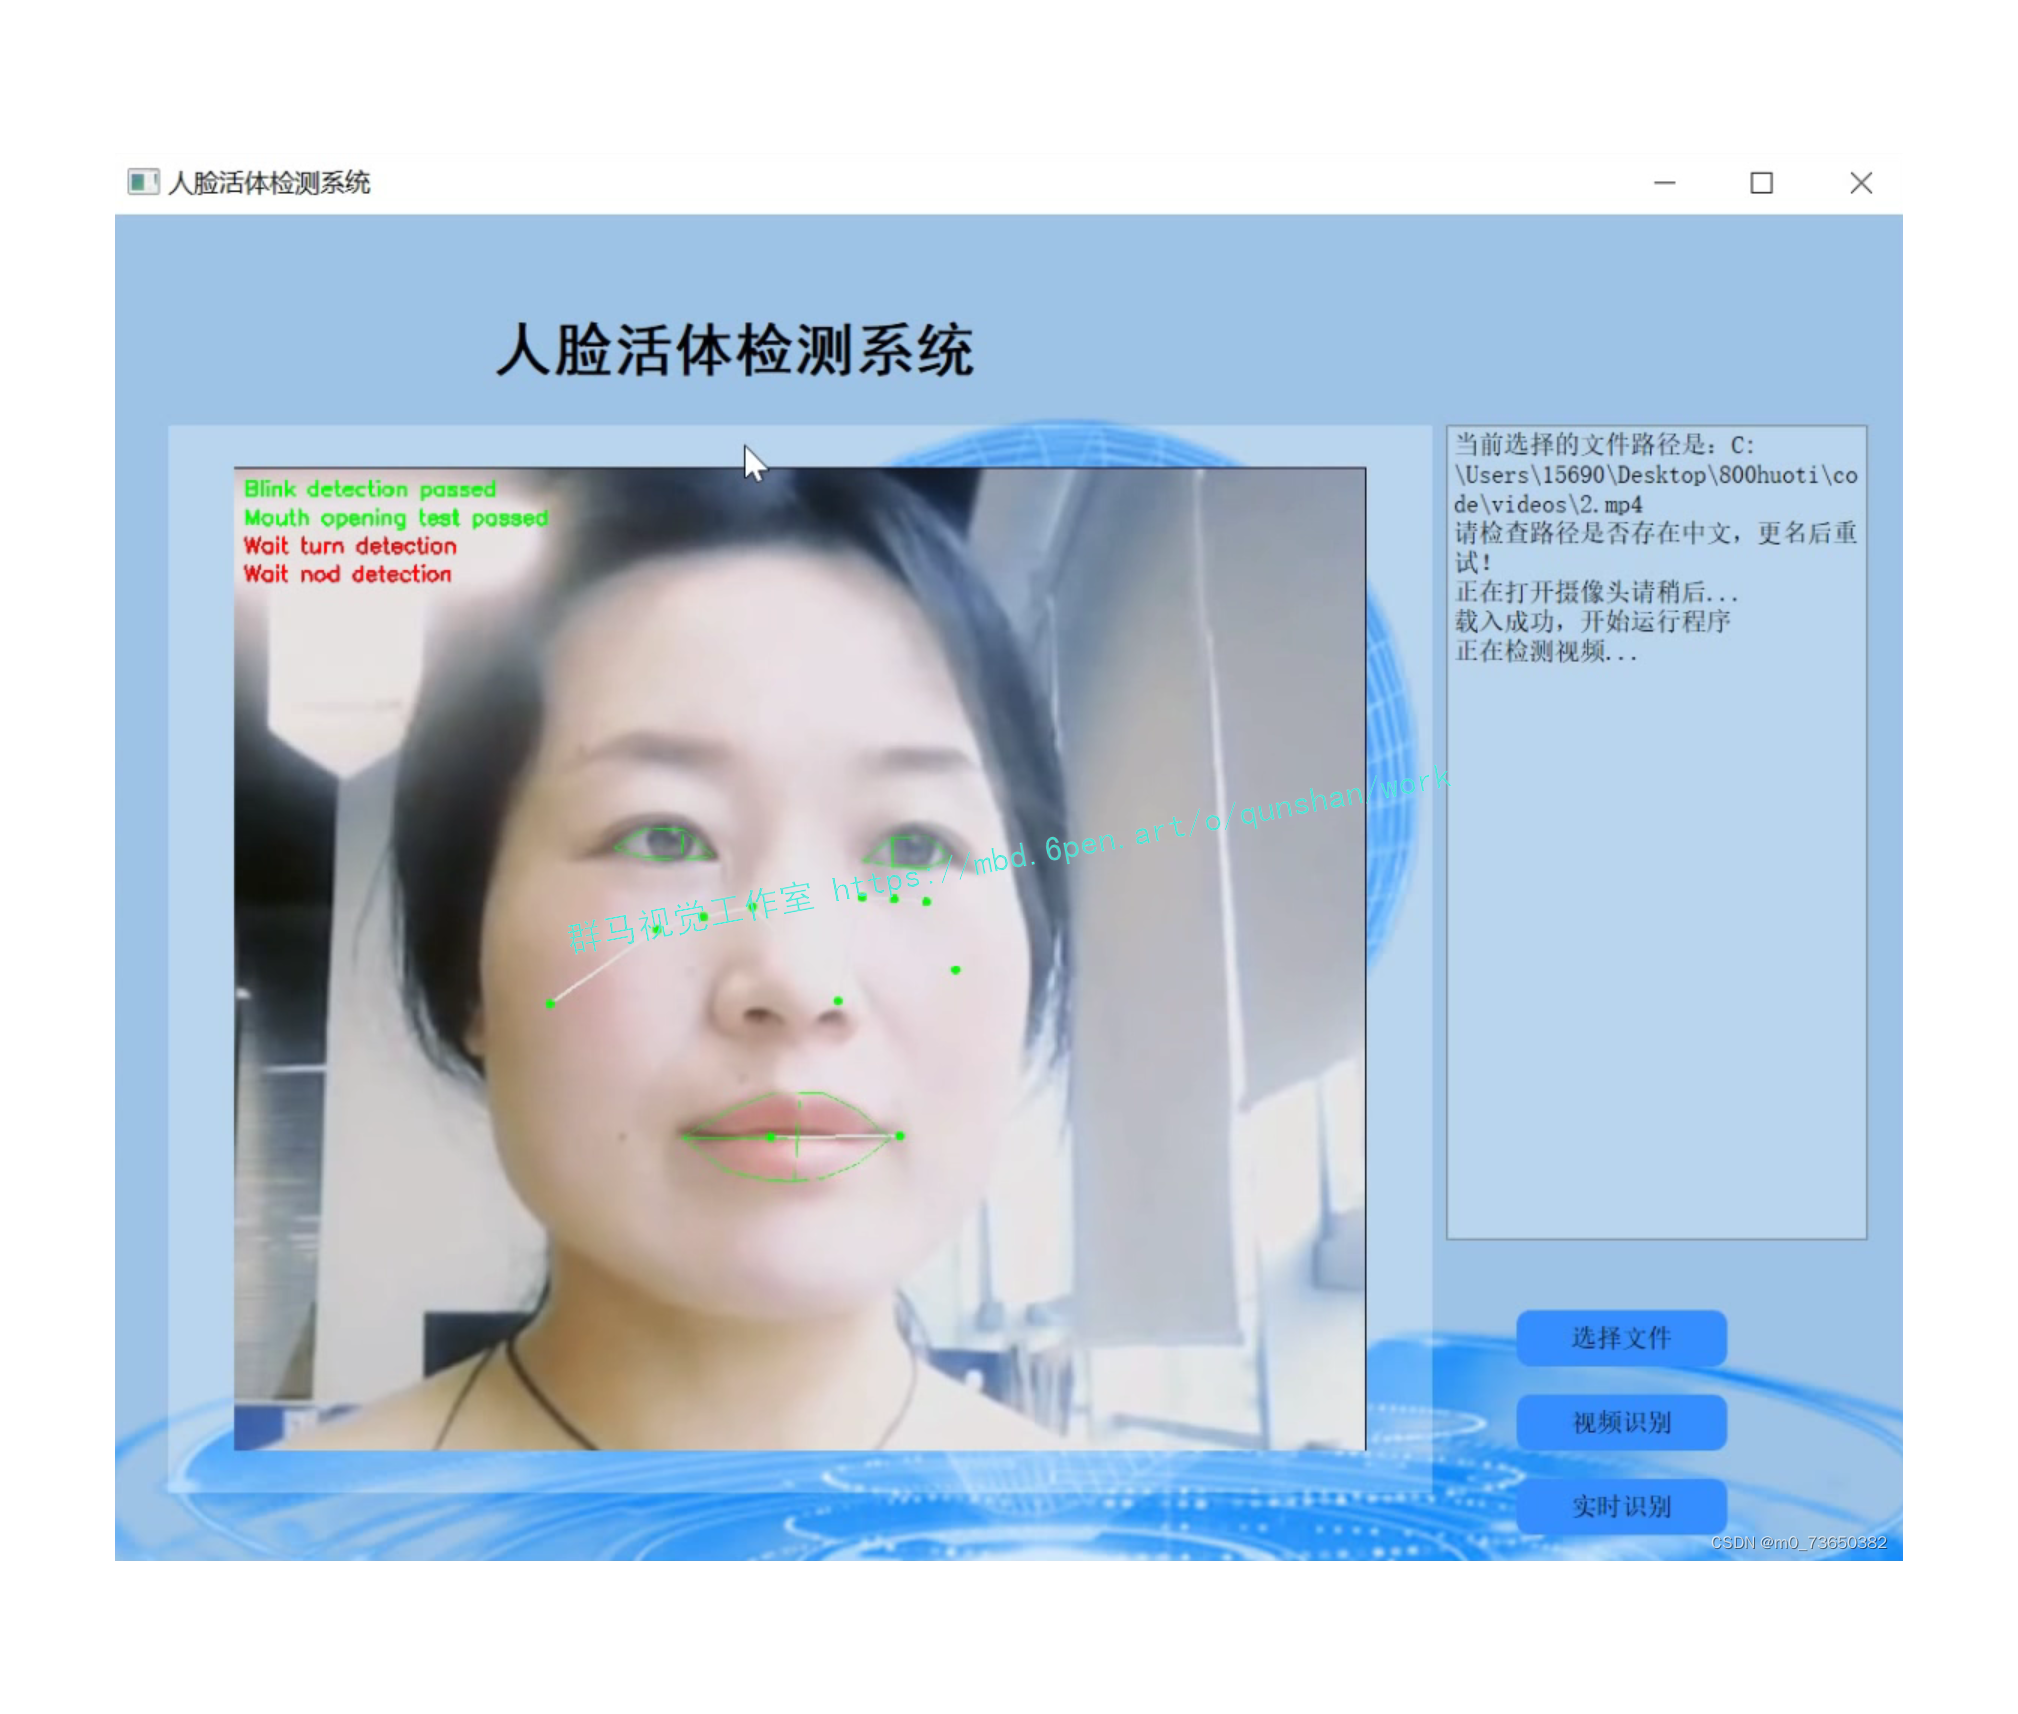 人脸活体检测系统
人脸活体检测系统
Blink detection passed
Mouth opening test passed
Wait turn detection
Wait nod detection
群马视觉工作室 https://mbd.6pen.art/o/qunshan/work
当前选择的文件路径是：C:
\Users\15690\Desktop\800huoti\co
de\videos\2.mp4
请检查路径是否存在中文，更名后重
试！
正在打开摄像头请稍后...
载入成功，开始运行程序
正在检测视频...
选择文件
视频识别
实时识别
CSDN @m0_73650382